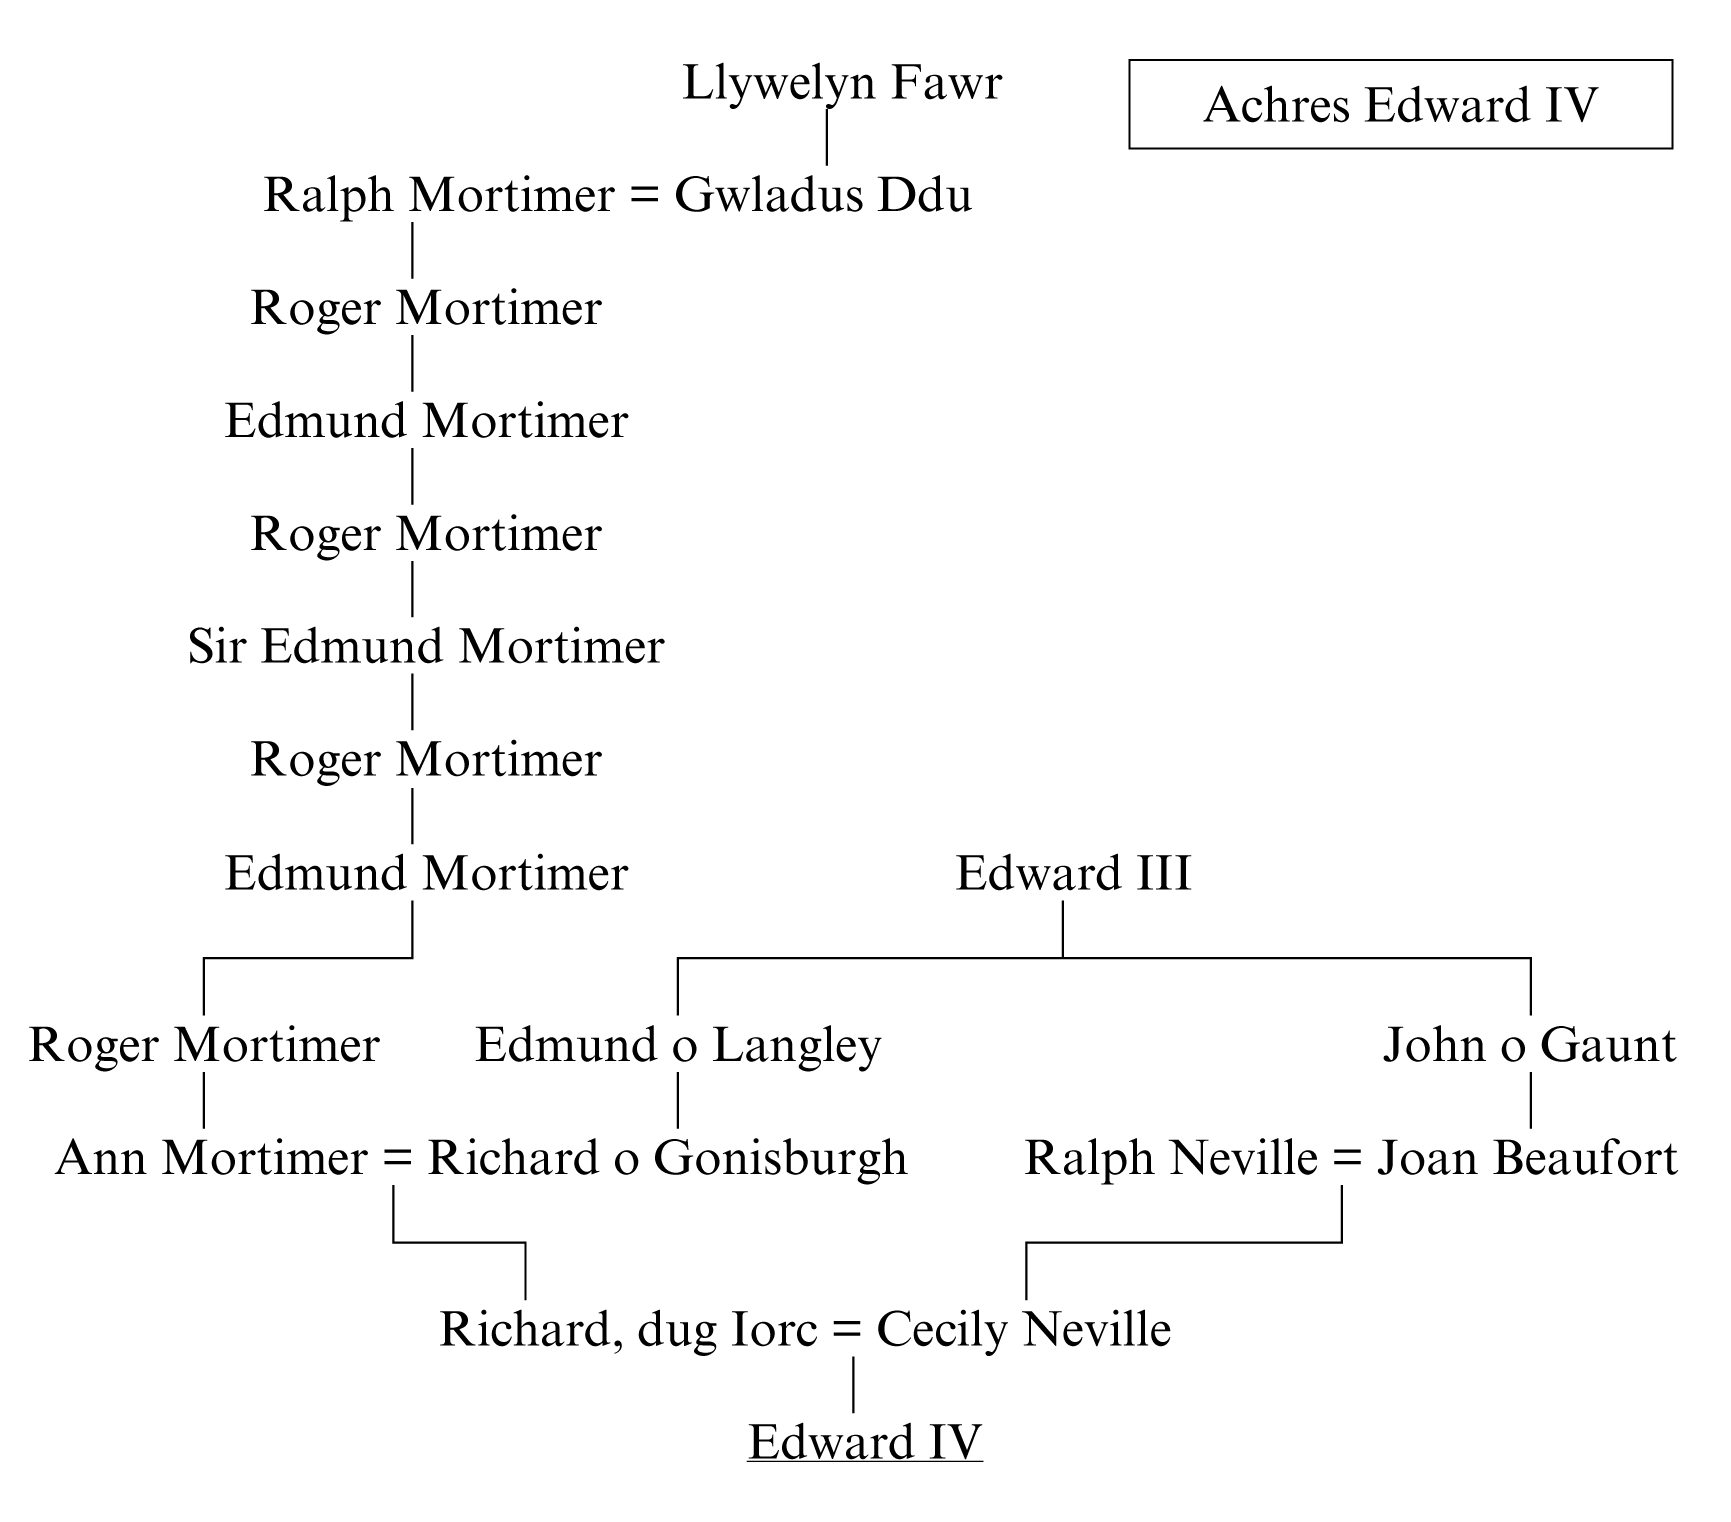 Llywelyn Fawr
Achres Edward IV
Ralph Mortimer = Gwladus Ddu
Roger Mortimer
Edmund Mortimer
Roger Mortimer
Sir Edmund Mortimer
Roger Mortimer
Edmund Mortimer
Edward III
Roger Mortimer
Edmund o Langley
John o Gaunt
Ann Mortimer = Richard o Gonisburgh
Ralph Neville = Joan Beaufort
Richard, dug Iorc = Cecily Neville
Edward IV